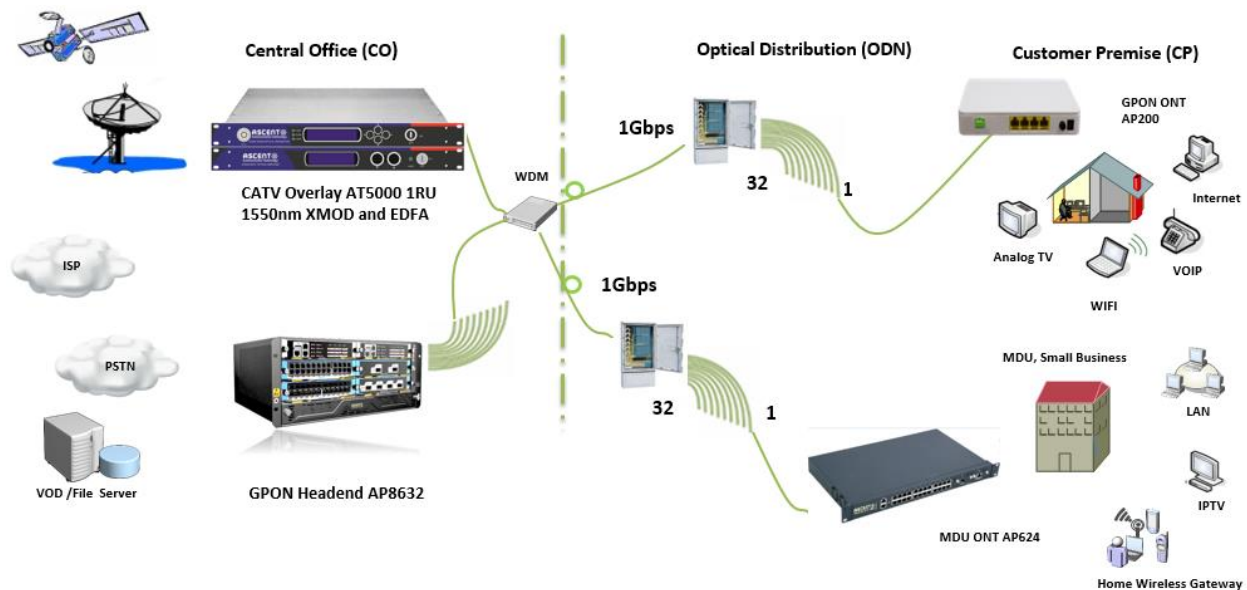 Central Office (CO)
Optical Distribution (ODN)
Customer Premise (CP)
ASCENT
ASCENT
CATV Overlay AT5000 1RU
1550nm XMOD and EDFA
WDM
1Gbps
32
1
GPON ONT
AP200
Internet
Analog TV
VOIP
WIFI
ISP
PSTN
VOD /File Server
GPON Headend AP8632
1Gbps
32
1
MDU, Small Business
LAN
IPTV
MDU ONT AP624
Home Wireless Gateway